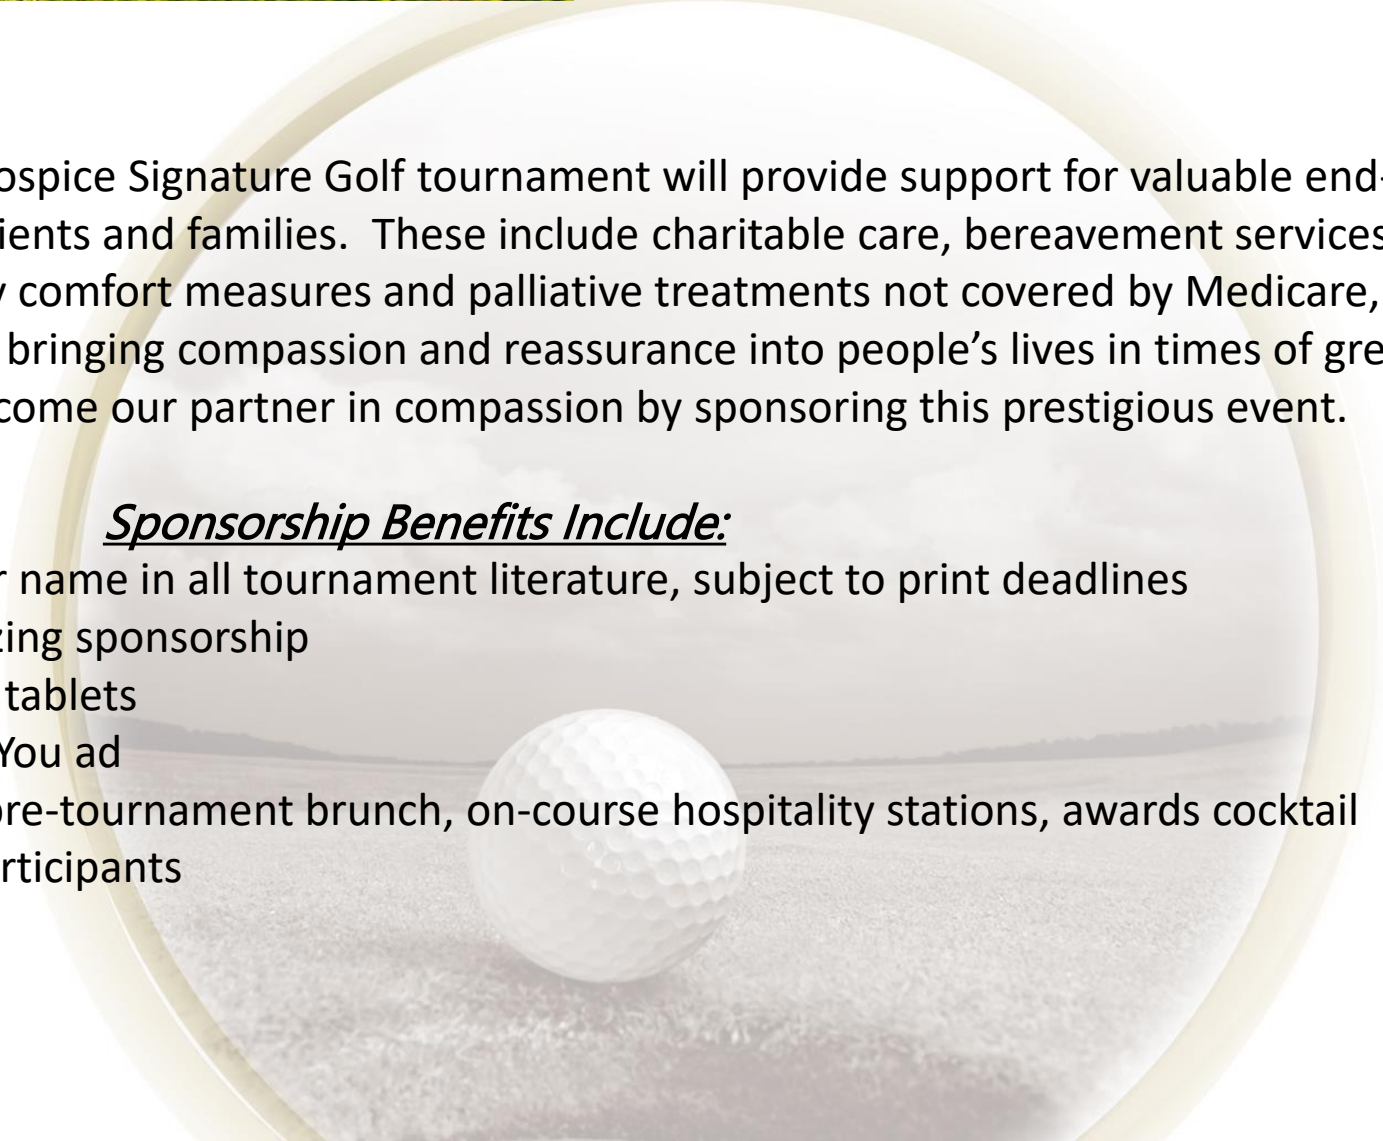 ospice Signature Golf tournament will provide support for valuable end-
ients and families.  These include charitable care, bereavement services
y comfort measures and palliative treatments not covered by Medicare,
bringing compassion and reassurance into people’s lives in times of gre
come our partner in compassion by sponsoring this prestigious event.
Sponsorship Benefits Include:
r name in all tournament literature, subject to print deadlines
zing sponsorship
tablets
You ad
pre-tournament brunch, on-course hospitality stations, awards cocktail
rticipants